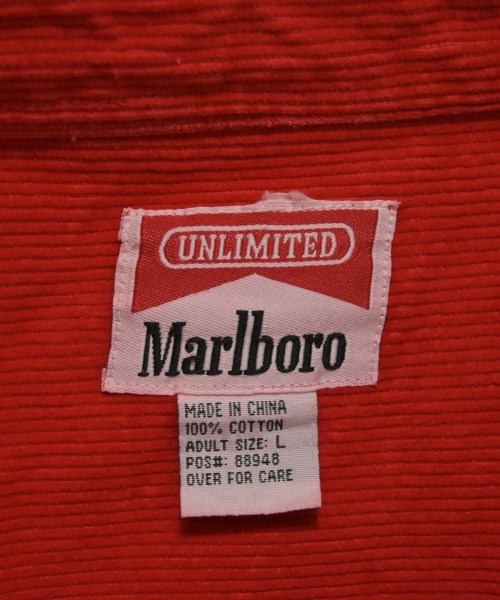 UNLIMITED
Marlboro
MADE IN CHINA
100% COTTON
ADULT SIZE: L
POS#: 88948
OVER FOR CARE